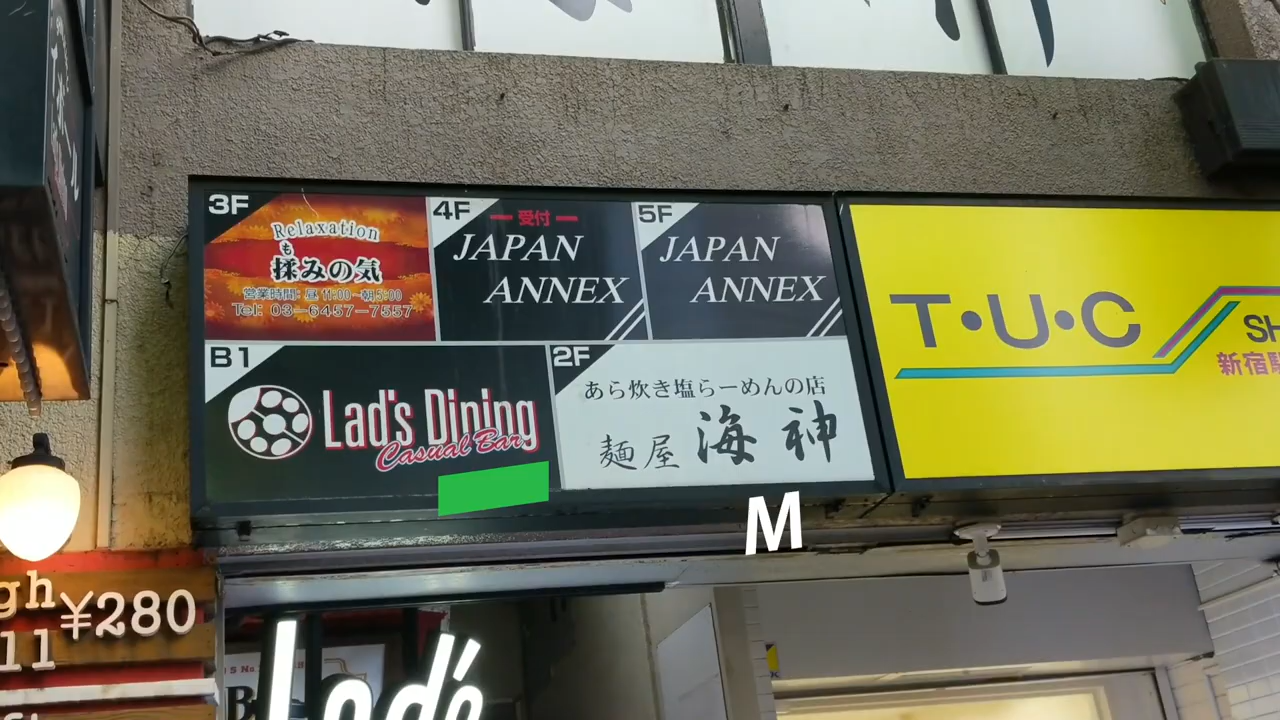 3F
Relaxation
も
揉みの気
営業時間: 昼11:00〜朝5:00
Tel: 03-6457-7557
4F
受付
JAPAN
ANNEX
5F
JAPAN
ANNEX
B1
Lad's Dining
Casual Bar
2F
あら炊き塩らーめんの店
麺屋 海神
T・U・C
SH
新宿駅
M
gh ¥280
ll
Lad's